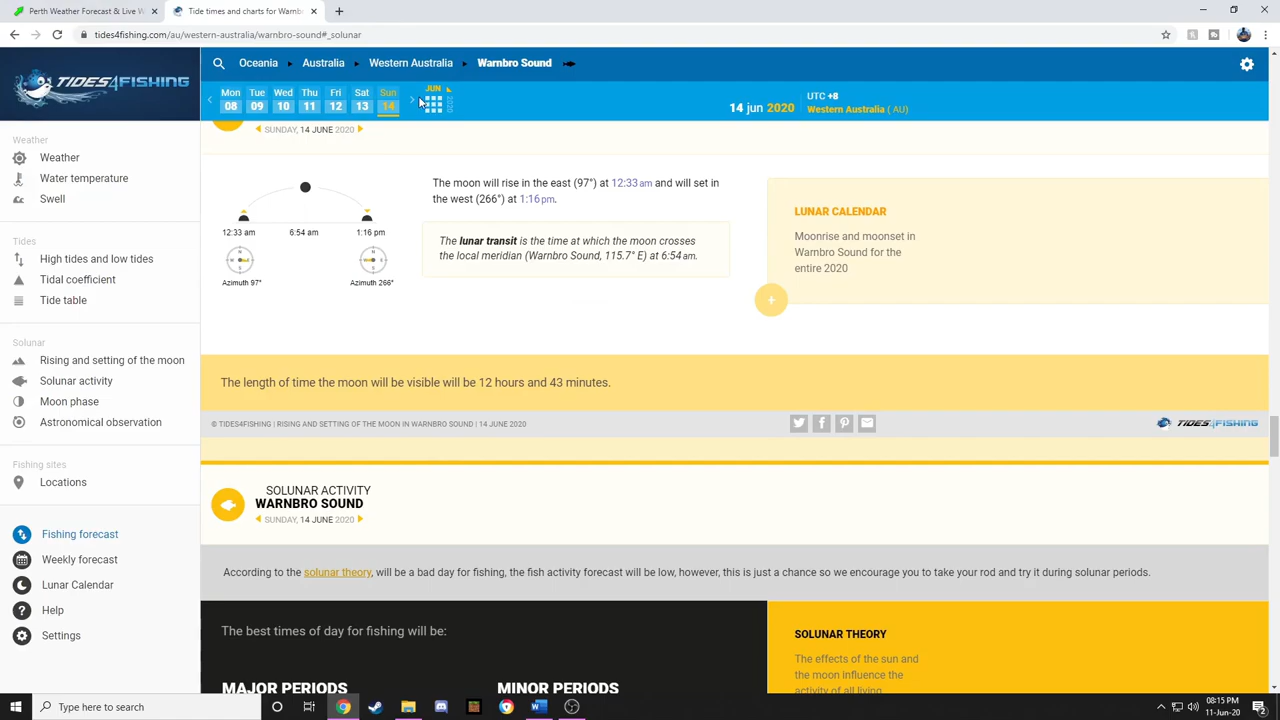 Perth Weather Forecast & Live W
Tide times and charts for Warnbr
tides4fishing.com/au/western-australia/warnbro-sound#_solunar
TIDES4FISHING
Oceania
Australia
Western Australia
Warnbro Sound
Mon
08
Tue
09
Wed
10
Thu
11
Fri
12
Sat
13
Sun
14
JUN
2020
14 jun 2020
UTC +8
Western Australia ( AU)
Weather
Weather
Water temperature
Swell
Tides
High tides and low tides
Tidal coefficient
Tide table
Solunar
Rising and setting of the moon
Solunar activity
Moon phase
Astronomical observation
Fishing sites
Locations
Fishing forecast
Weekly forecast
Lunar Calendar
Help
Settings
SUNDAY, 14 JUNE 2020
12:33 am
6:54 am
1:16 pm
Azimuth 97°
Azimuth 266°
The moon will rise in the east (97°) at 12:33 am and will set in
the west (266°) at 1:16 pm.
The lunar transit is the time at which the moon crosses
the local meridian (Warnbro Sound, 115.7° E) at 6:54 am.
LUNAR CALENDAR
Moonrise and moonset in
Warnbro Sound for the
entire 2020
+
The length of time the moon will be visible will be 12 hours and 43 minutes.
© TIDES4FISHING | RISING AND SETTING OF THE MOON IN WARNBRO SOUND | 14 JUNE 2020
TIDES4FISHING
SOLUNAR ACTIVITY
WARNBRO SOUND
SUNDAY, 14 JUNE 2020
According to the solunar theory, will be a bad day for fishing, the fish activity forecast will be low, however, this is just a chance so we encourage you to take your rod and try it during solunar periods.
The best times of day for fishing will be:
MAJOR PERIODS
MINOR PERIODS
SOLUNAR THEORY
The effects of the sun and
the moon influence the
activity of all living
Type here to search
08:15 PM
11-Jun-20
2